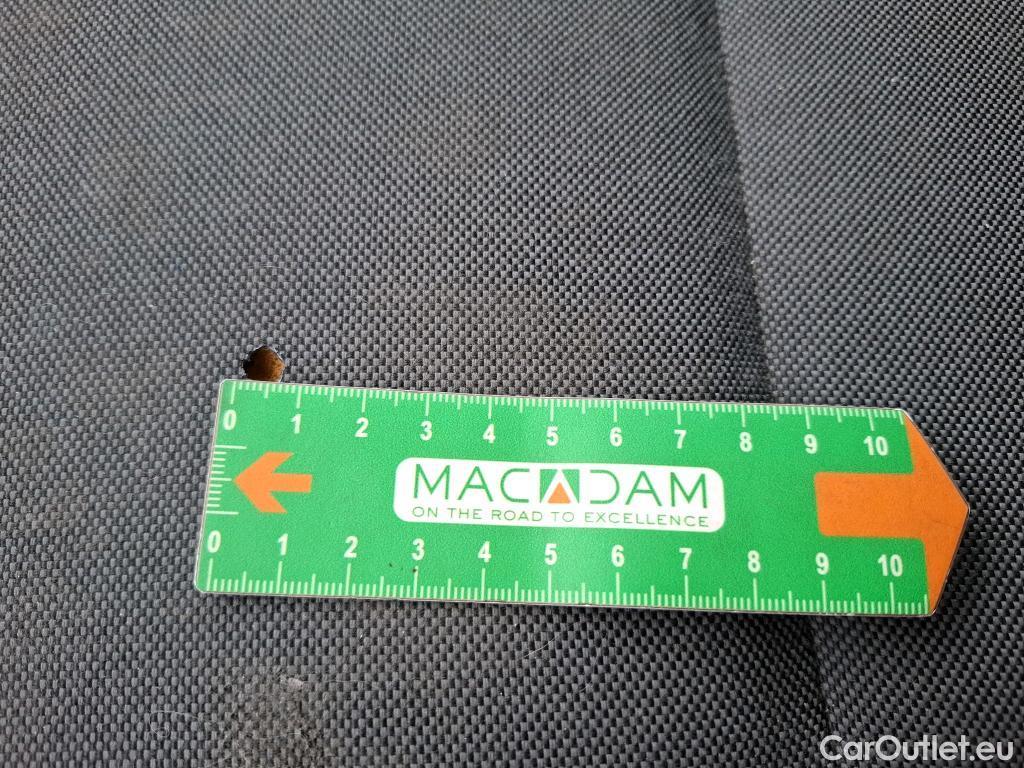 0 1 2 3 4 5 6 7 8 9 10
MACADAM
ON THE ROAD TO EXCELLENCE
0 1 2 3 4 5 6 7 8 9 10
CarOutlet.eu